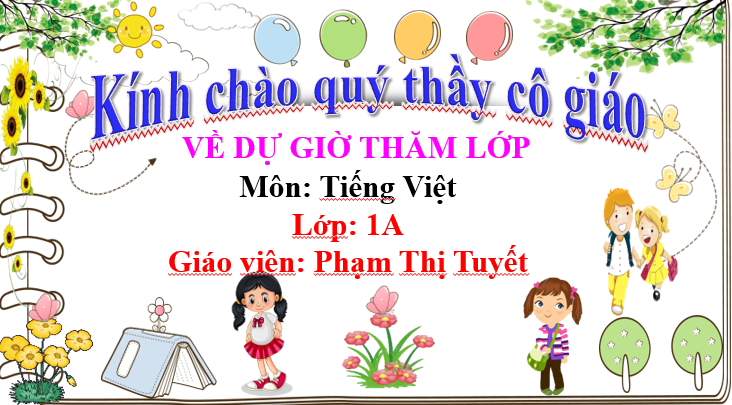 Kính chào quý thầy cô giáo
VỀ DỰ GIỜ THĂM LỚP
Môn: Tiếng Việt
Lớp: 1A
Giáo viên: Phạm Thị Tuyết